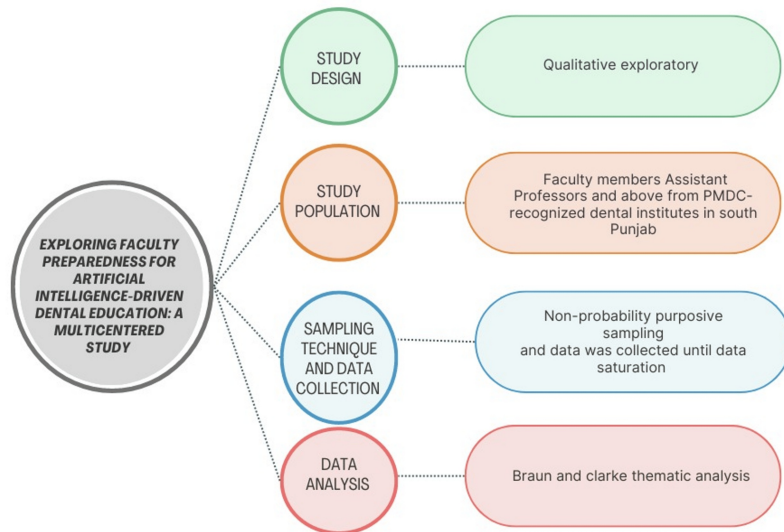 EXPLORING FACULTY
PREPAREDNESS FOR
ARTIFICIAL
INTELLIGENCE-DRIVEN
DENTAL EDUCATION: A
MULTICENTERED
STUDY
STUDY
DESIGN
Qualitative exploratory
STUDY
POPULATION
Faculty members Assistant
Professors and above from PMDC-
recognized dental institutes in south
Punjab
SAMPLING
TECHNIQUE
AND DATA
COLLECTION
Non-probability purposive
sampling
and data was collected until data
saturation
DATA
ANALYSIS
Braun and clarke thematic analysis